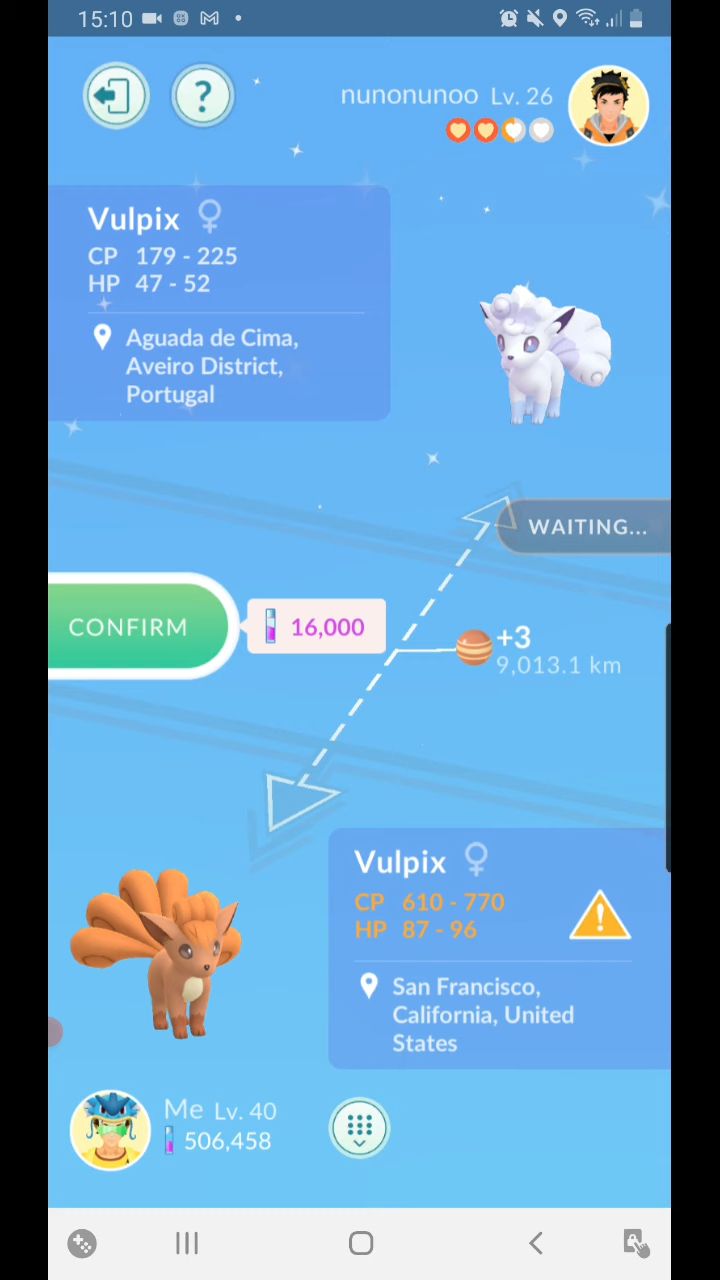 15:10
nunonunoo Lv. 26
Vulpix ♀
CP 179 - 225
HP 47 - 52
Aguada de Cima,
Aveiro District,
Portugal
WAITING...
CONFIRM
16,000
+3
9,013.1 km
Vulpix ♀
CP 610 - 770
HP 87 - 96
San Francisco,
California, United
States
Me Lv. 40
506,458